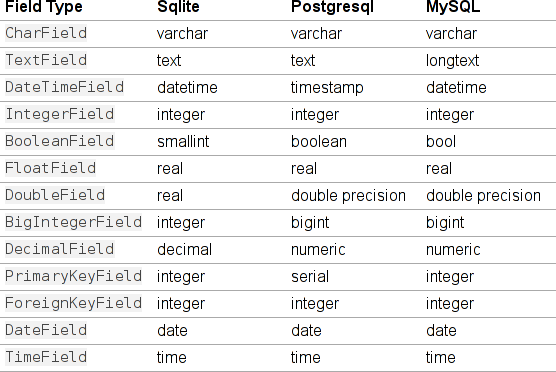 Field Type Sqlite Postgresql MySQL
CharField varchar varchar varchar
TextField text text longtext
DateTimeField datetime timestamp datetime
IntegerField integer integer integer
BooleanField smallint boolean bool
FloatField real real real
DoubleField real double precision double precision
BigIntegerField integer bigint bigint
DecimalField decimal numeric numeric
PrimaryKeyField integer serial integer
ForeignKeyField integer integer integer
DateField date date date
TimeField time time time